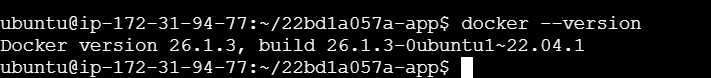 ubuntu@ip-172-31-94-77:~/22bd1a057a-app$ docker --version
Docker version 26.1.3, build 26.1.3-0ubuntu1~22.04.1
ubuntu@ip-172-31-94-77:~/22bd1a057a-app$